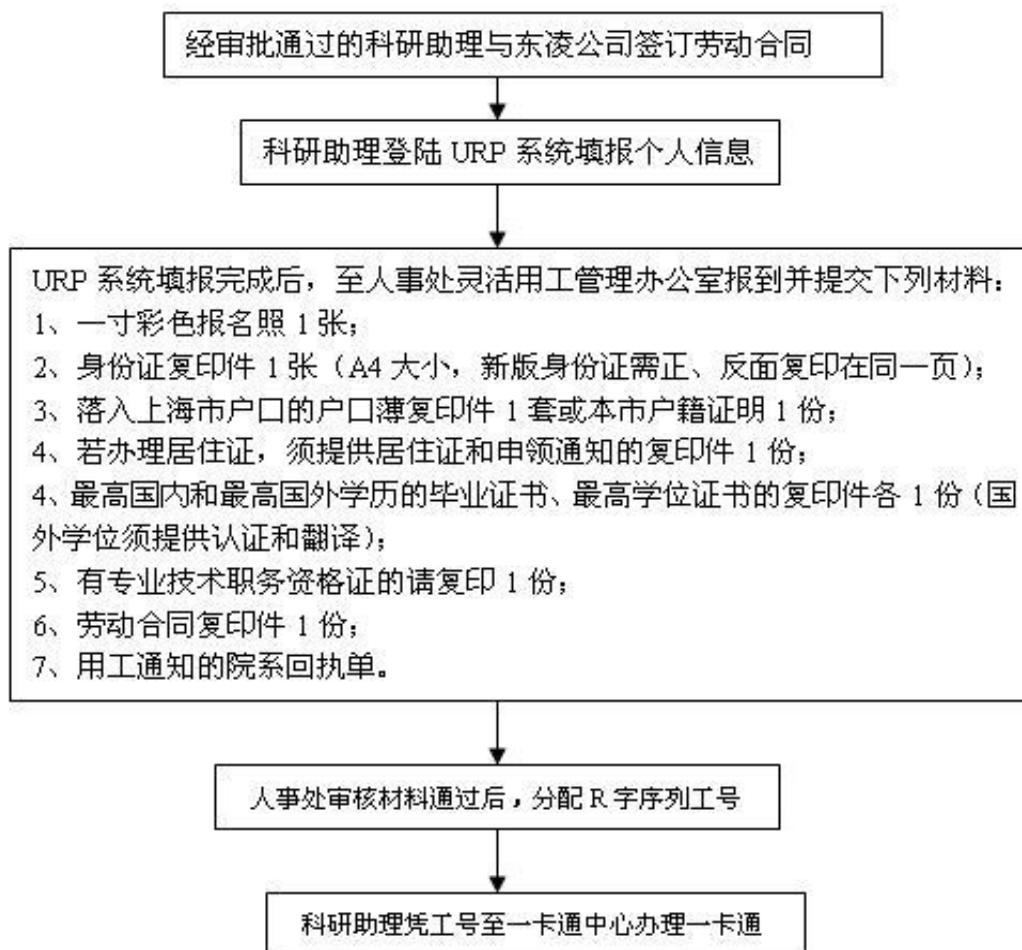 经审批通过的科研助理与东凌公司签订劳动合同
科研助理登陆 URP 系统填报个人信息
URP 系统填报完成后，至人事处灵活用工管理办公室报到并提交下列材料：
1、一寸彩色报名照 1 张；
2、身份证复印件 1 张（A4 大小，新版身份证需正、反面复印在同一页）；
3、落入上海市户口的户口薄复印件 1 套或本市户籍证明 1 份；
4、若办理居住证，须提供居住证和申领通知的复印件 1 份；
4、最高国内和最高国外学历的毕业证书、最高学位证书的复印件各 1 份（国
外学位须提供认证和翻译）；
5、有专业技术职务资格证的请复印 1 份；
6、劳动合同复印件 1 份；
7、用工通知的院系回执单。
人事处审核材料通过后，分配 R 字序列工号
科研助理凭工号至一卡通中心办理一卡通